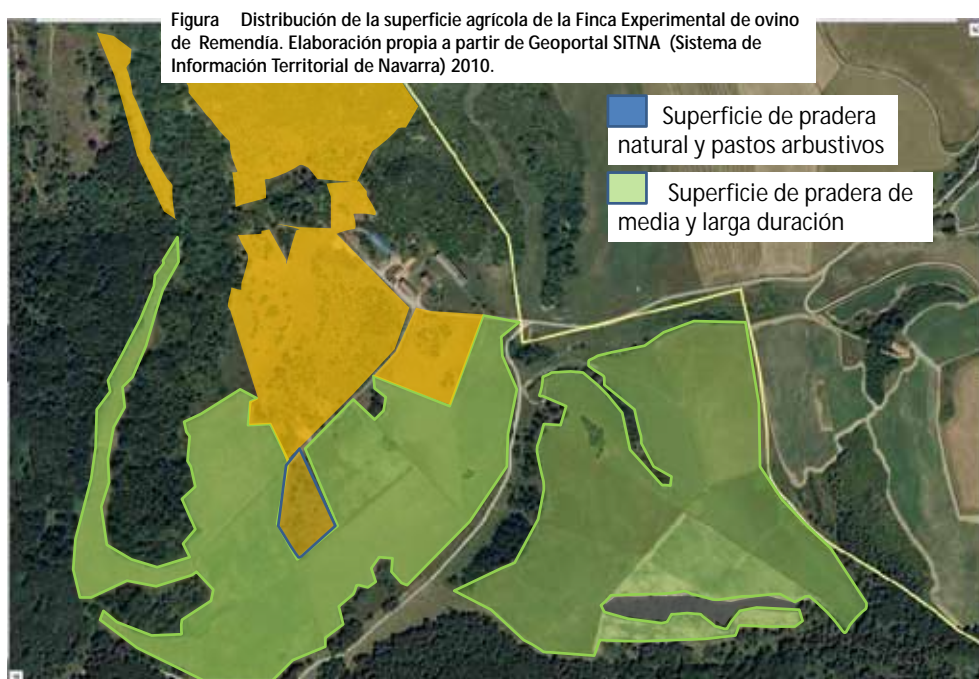 Figura Distribución de la superficie agrícola de la Finca Experimental de ovino
de Remendía. Elaboración propia a partir de Geoportal SITNA (Sistema de
Información Territorial de Navarra) 2010.
Superficie de pradera
natural y pastos arbustivos
Superficie de pradera de
media y larga duración